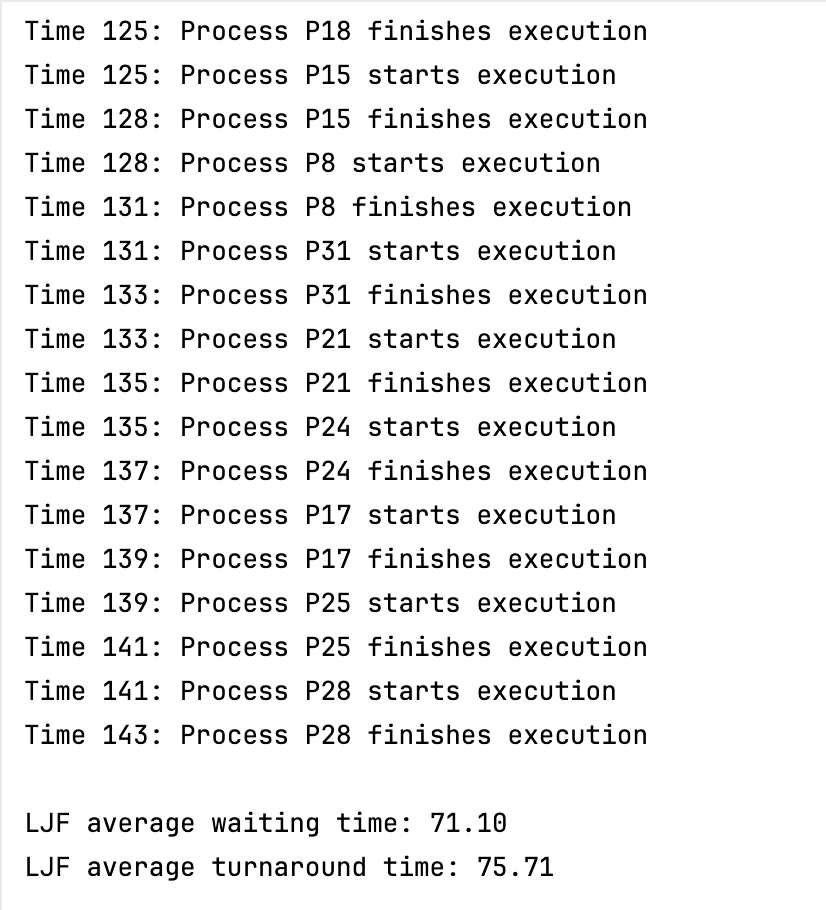 Time 125: Process P18 finishes execution
Time 125: Process P15 starts execution
Time 128: Process P15 finishes execution
Time 128: Process P8 starts execution
Time 131: Process P8 finishes execution
Time 131: Process P31 starts execution
Time 133: Process P31 finishes execution
Time 133: Process P21 starts execution
Time 135: Process P21 finishes execution
Time 135: Process P24 starts execution
Time 137: Process P24 finishes execution
Time 137: Process P17 starts execution
Time 139: Process P17 finishes execution
Time 139: Process P25 starts execution
Time 141: Process P25 finishes execution
Time 141: Process P28 starts execution
Time 143: Process P28 finishes execution
LJF average waiting time: 71.10
LJF average turnaround time: 75.71